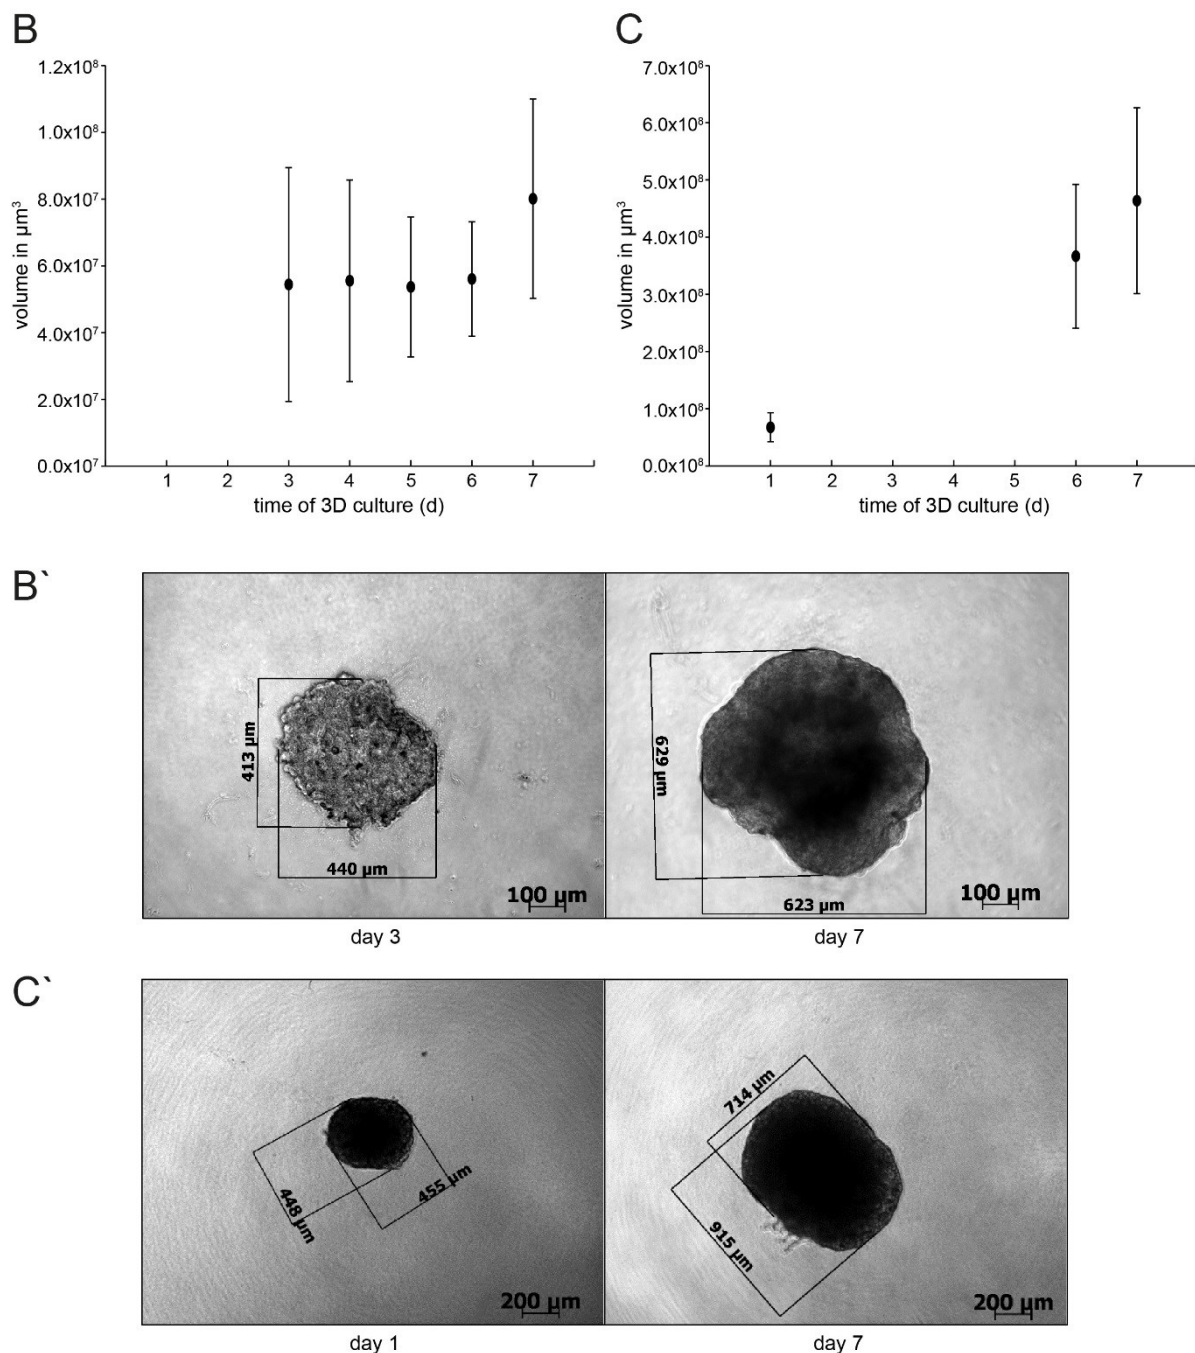 B
1.2x10⁸
1.0x10⁸
8.0x10⁷
6.0x10⁷
4.0x10⁷
2.0x10⁷
0.0x10⁷
volume in µm³
1 2 3 4 5 6 7
time of 3D culture (d)
C
7.0x10⁸
6.0x10⁸
5.0x10⁸
4.0x10⁸
3.0x10⁸
2.0x10⁸
1.0x10⁸
0.0x10⁸
volume in µm³
1 2 3 4 5 6 7
time of 3D culture (d)
B`
413 µm
440 µm
100 µm
day 3
629 µm
623 µm
100 µm
day 7
C`
448 µm
455 µm
200 µm
day 1
714 µm
915 µm
200 µm
day 7